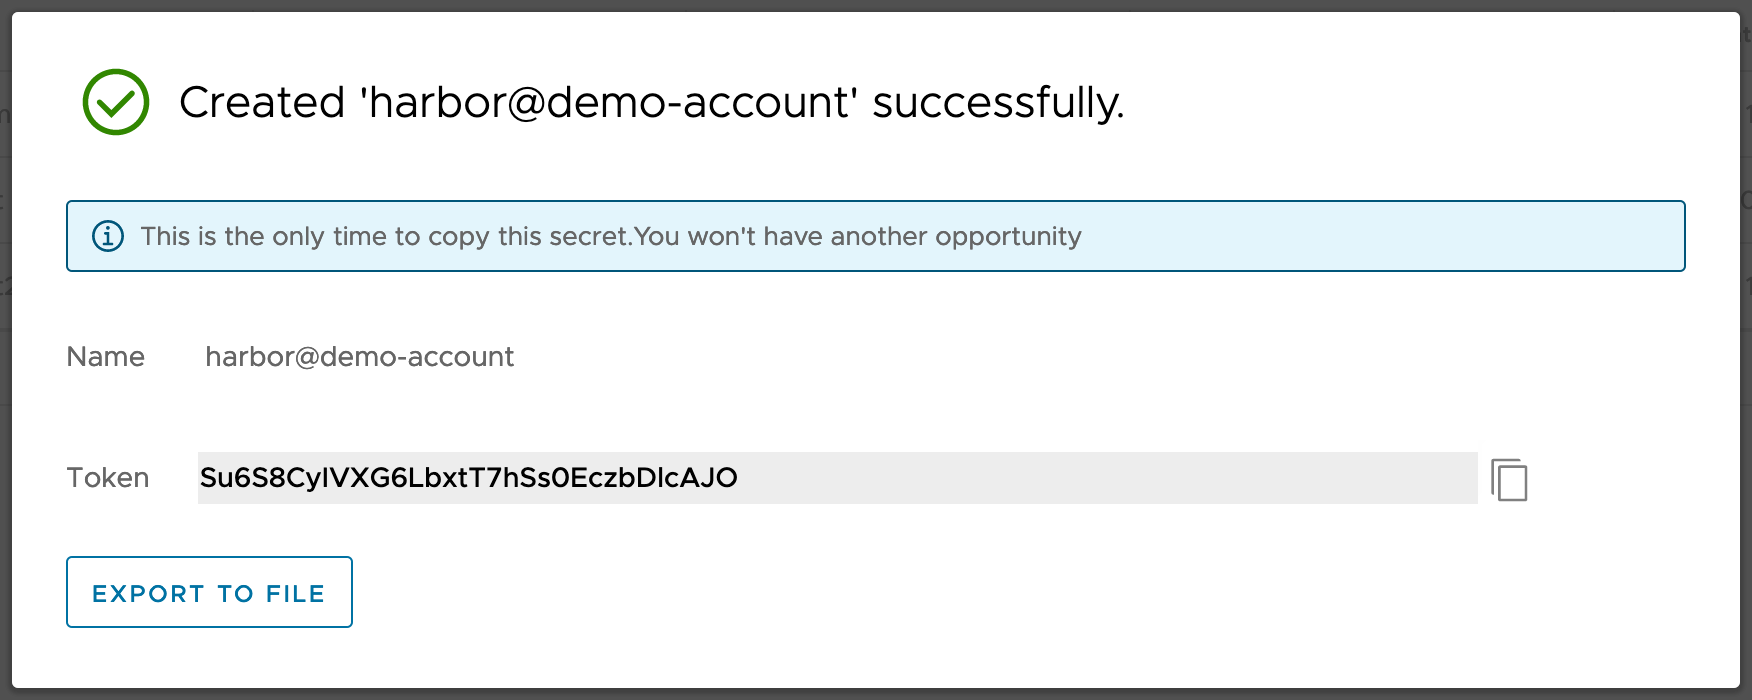 Created 'harbor@demo-account' successfully.
This is the only time to copy this secret.You won't have another opportunity
Name harbor@demo-account
Token Su6S8CyIVXG6LbxtT7hSs0EczbDlcAJO
EXPORT TO FILE